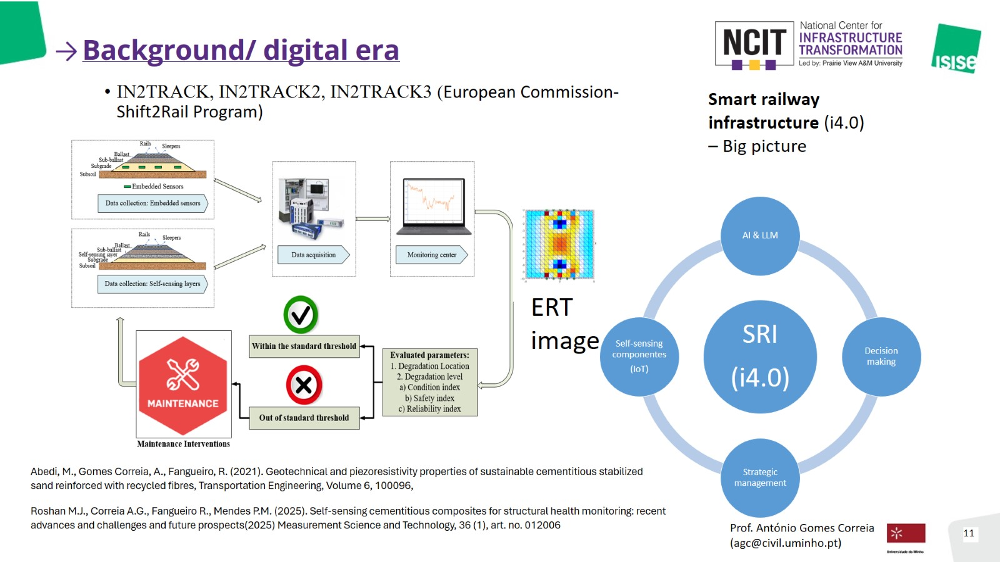 → Background/ digital era
NCIT
National Center for
INFRASTRUCTURE
TRANSFORMATION
Led by: Prairie View A&M University
ISISE
• IN2TRACK, IN2TRACK2, IN2TRACK3 (European Commission-
Shift2Rail Program)
Smart railway
infrastructure (i4.0)
– Big picture
Rails
Sleepers
Ballast
Sub-ballast
Subgrade
Subsoil
Embedded Sensors
Data collection: Embedded sensors
Rails
Sleepers
Ballast
Sub-ballast
Self-sensing layer
Subgrade
Subsoil
Data collection: Self-sensing layers
Data acquisition
Monitoring center
ERT
image
Within the standard threshold
Out of standard threshold
Evaluated parameters:
1. Degradation Location
2. Degradation level
a) Condition index
b) Safety index
c) Reliability index
MAINTENANCE
Maintenance Interventions
AI & LLM
Self-sensing
componentes
(IoT)
SRI
(i4.0)
Decision
making
Strategic
management
Abedi, M., Gomes Correia, A., Fangueiro, R. (2021). Geotechnical and piezoresistivity properties of sustainable cementitious stabilized
sand reinforced with recycled fibres, Transportation Engineering, Volume 6, 100096,
Roshan M.J., Correia A.G., Fangueiro R., Mendes P.M. (2025). Self-sensing cementitious composites for structural health monitoring: recent
advances and challenges and future prospects(2025) Measurement Science and Technology, 36 (1), art. no. 012006
Prof. António Gomes Correia
(agc@civil.uminho.pt)
Universidade do Minho
11